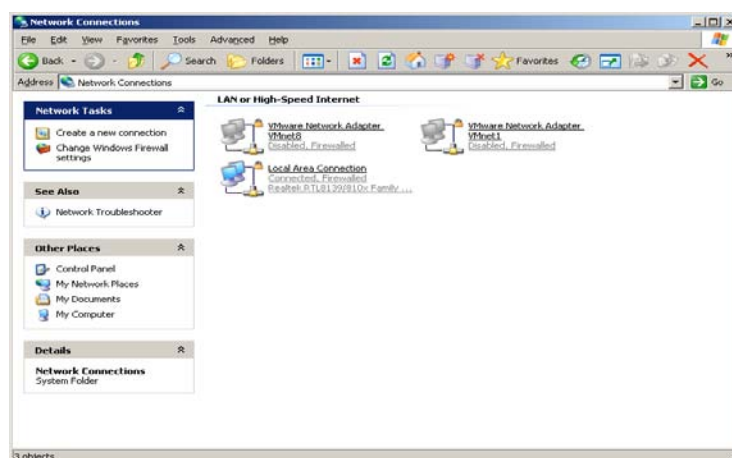 Network Connections
File Edit View Favorites Tools Advanced Help
Back Search Folders Favorites
Address Network Connections Go
Network Tasks
Create a new connection
Change Windows Firewall
settings
See Also
Network Troubleshooter
Other Places
Control Panel
My Network Places
My Documents
My Computer
Details
Network Connections
System Folder
LAN or High-Speed Internet
VMware Network Adapter
VMnet8
Disabled, Firewalled
VMware Network Adapter
VMnet1
Disabled, Firewalled
Local Area Connection
Connected, Firewalled
Realtek RTL8139/810x Family ...
3 objects